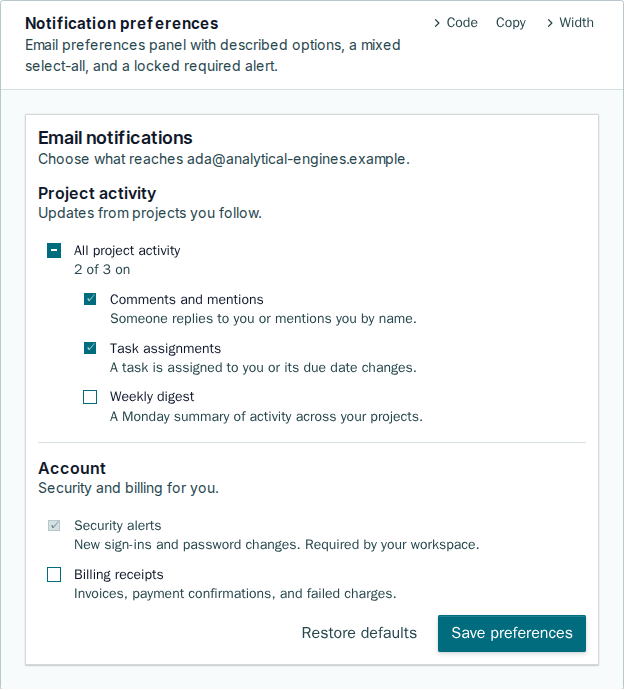 Notification preferences
Code Copy Width
Email preferences panel with described options, a mixed
select-all, and a locked required alert.
Email notifications
Choose what reaches ada@analytical-engines.example.
Project activity
Updates from projects you follow.
All project activity
2 of 3 on
Comments and mentions
Someone replies to you or mentions you by name.
Task assignments
A task is assigned to you or its due date changes.
Weekly digest
A Monday summary of activity across your projects.
Account
Security and billing for you.
Security alerts
New sign-ins and password changes. Required by your workspace.
Billing receipts
Invoices, payment confirmations, and failed charges.
Restore defaults Save preferences